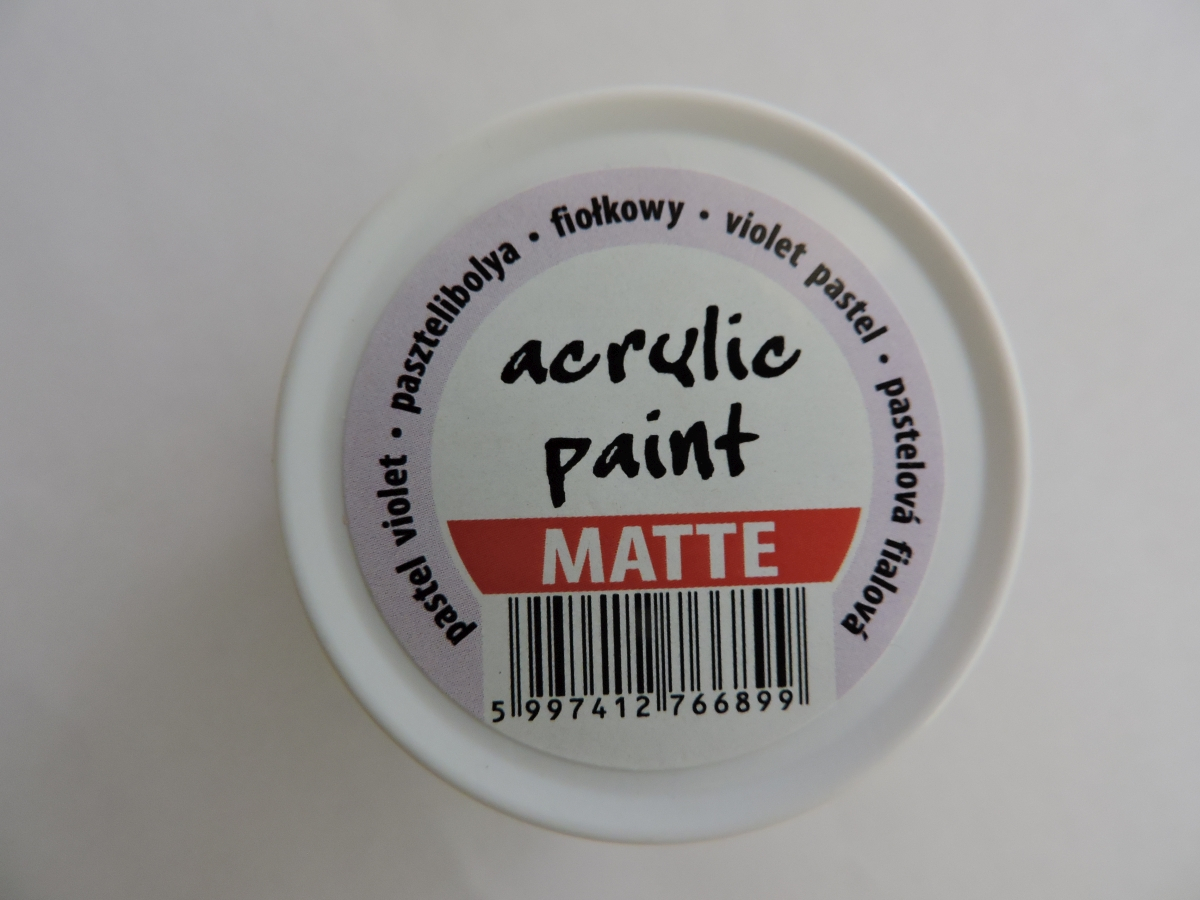 pastel violet • pasztelibolya • fiołkowy • violet pastel • pastelová fialová
acrylic
paint
MATTE
5 997412 766899